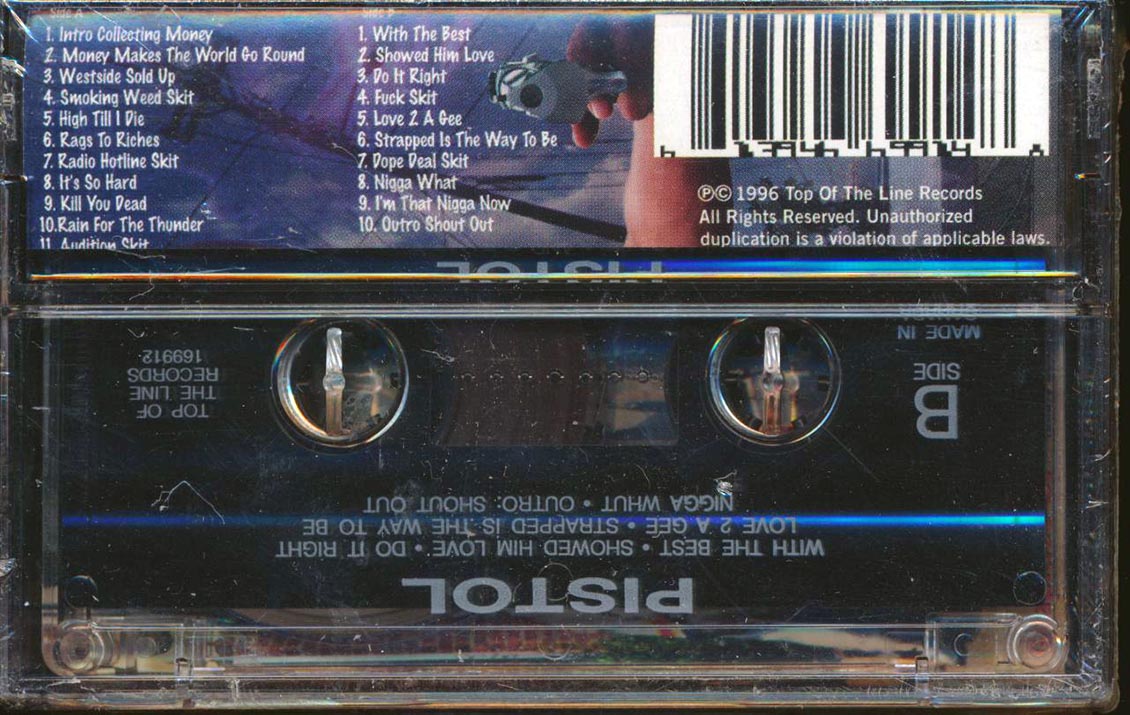 1. Intro Collecting Money
2. Money Makes The World Go Round
3. Westside Sold Up
4. Smoking Weed Skit
5. High Till I Die
6. Rags To Riches
7. Radio Hotline Skit
8. It's So Hard
9. Kill You Dead
10.Rain For The Thunder
11. Audition Skit
1. With The Best
2. Showed Him Love
3. Do It Right
4. Fuck Skit
5. Love 2 A Gee
6. Strapped Is The Way To Be
7. Dope Deal Skit
8. Nigga What
9. I'm That Nigga Now
10. Outro Shout Out
℗© 1996 Top Of The Line Records
All Rights Reserved. Unauthorized
duplication is a violation of applicable laws.
PISTOL
PISTOL
WITH THE BEST • SHOWED HIM LOVE • DO IT RIGHT
LOVE 2 A GEE • STRAPPED IS THE WAY TO BE
NIGGA WHUT • OUTRO: SHOUT OUT
B
SIDE
MADE IN
CANADA
TOP OF
THE LINE
RECORDS
169912